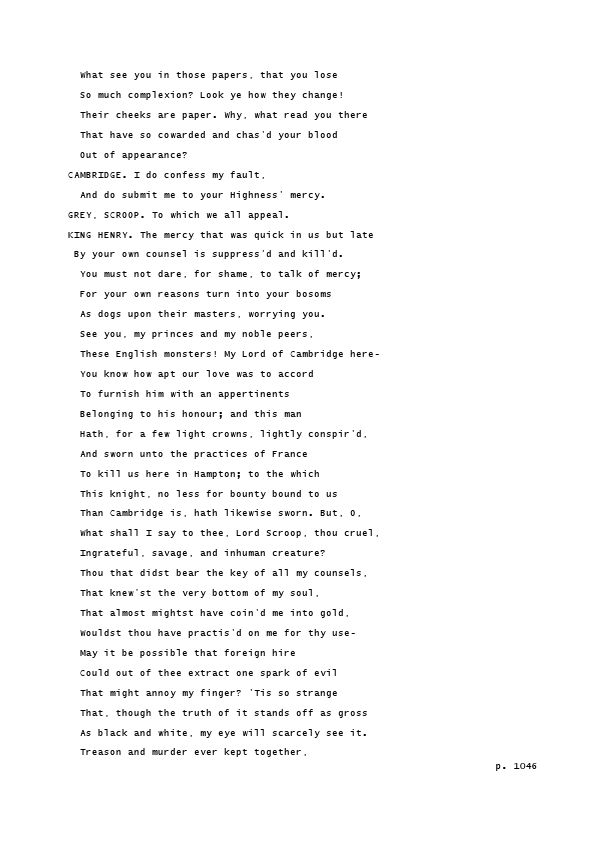 What see you in those papers, that you lose
So much complexion? Look ye how they change!
Their cheeks are paper. Why, what read you there
That have so cowarded and chas'd your blood
Out of appearance?
CAMBRIDGE. I do confess my fault,
And do submit me to your Highness' mercy.
GREY, SCROOP. To which we all appeal.
KING HENRY. The mercy that was quick in us but late
By your own counsel is suppress'd and kill'd.
You must not dare, for shame, to talk of mercy;
For your own reasons turn into your bosoms
As dogs upon their masters, worrying you.
See you, my princes and my noble peers,
These English monsters! My Lord of Cambridge here-
You know how apt our love was to accord
To furnish him with an appertinents
Belonging to his honour; and this man
Hath, for a few light crowns, lightly conspir'd,
And sworn unto the practices of France
To kill us here in Hampton; to the which
This knight, no less for bounty bound to us
Than Cambridge is, hath likewise sworn. But, O,
What shall I say to thee, Lord Scroop, thou cruel,
Ingrateful, savage, and inhuman creature?
Thou that didst bear the key of all my counsels,
That knew'st the very bottom of my soul,
That almost mightst have coin'd me into gold,
Wouldst thou have practis'd on me for thy use-
May it be possible that foreign hire
Could out of thee extract one spark of evil
That might annoy my finger? 'Tis so strange
That, though the truth of it stands off as gross
As black and white, my eye will scarcely see it.
Treason and murder ever kept together,
p. 1046